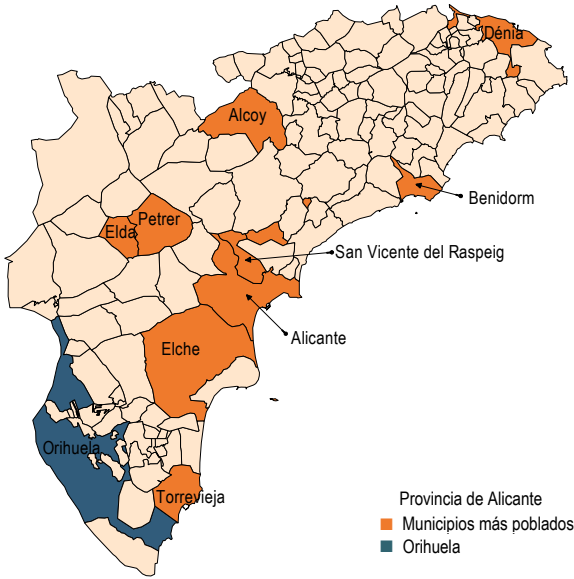 Dénia
Alcoy
Benidorm
Petrer
Elda
San Vicente del Raspeig
Alicante
Elche
Orihuela
Torrevieja
Provincia de Alicante
Municipios más poblados
Orihuela